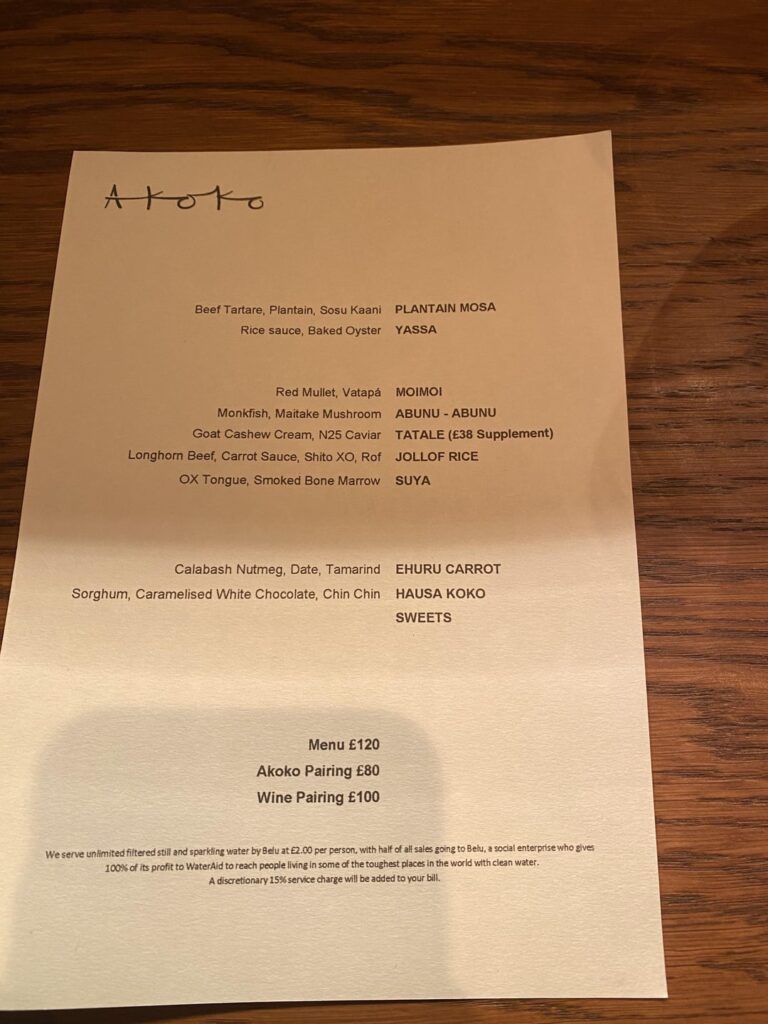 Akoko
Beef Tartare, Plantain, Sosu Kaani PLANTAIN MOSA
Rice sauce, Baked Oyster YASSA
Red Mullet, Vatapá MOIMOI
Monkfish, Maitake Mushroom ABUNU - ABUNU
Goat Cashew Cream, N25 Caviar TATALE (£38 Supplement)
Longhorn Beef, Carrot Sauce, Shito XO, Rof JOLLOF RICE
OX Tongue, Smoked Bone Marrow SUYA
Calabash Nutmeg, Date, Tamarind EHURU CARROT
Sorghum, Caramelised White Chocolate, Chin Chin HAUSA KOKO
SWEETS
Menu £120
Akoko Pairing £80
Wine Pairing £100
We serve unlimited filtered still and sparkling water by Belu at £2.00 per person, with half of all sales going to Belu, a social enterprise who gives
100% of its profit to WaterAid to reach people living in some of the toughest places in the world with clean water.
A discretionary 15% service charge will be added to your bill.